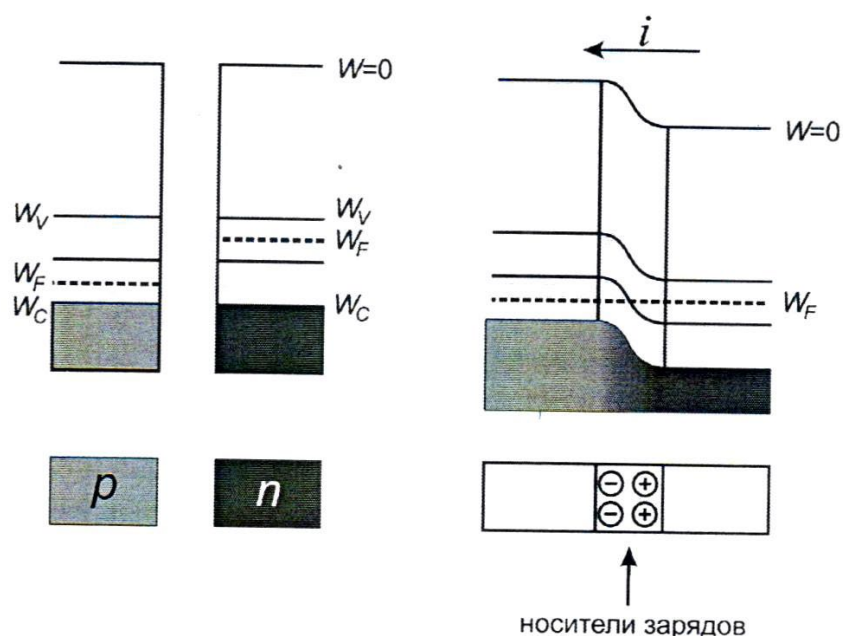 i
W=0
W=0
W_V
W_V
W_F
W_F
W_F
W_C
W_C
p
n
− +
− +
носители зарядов